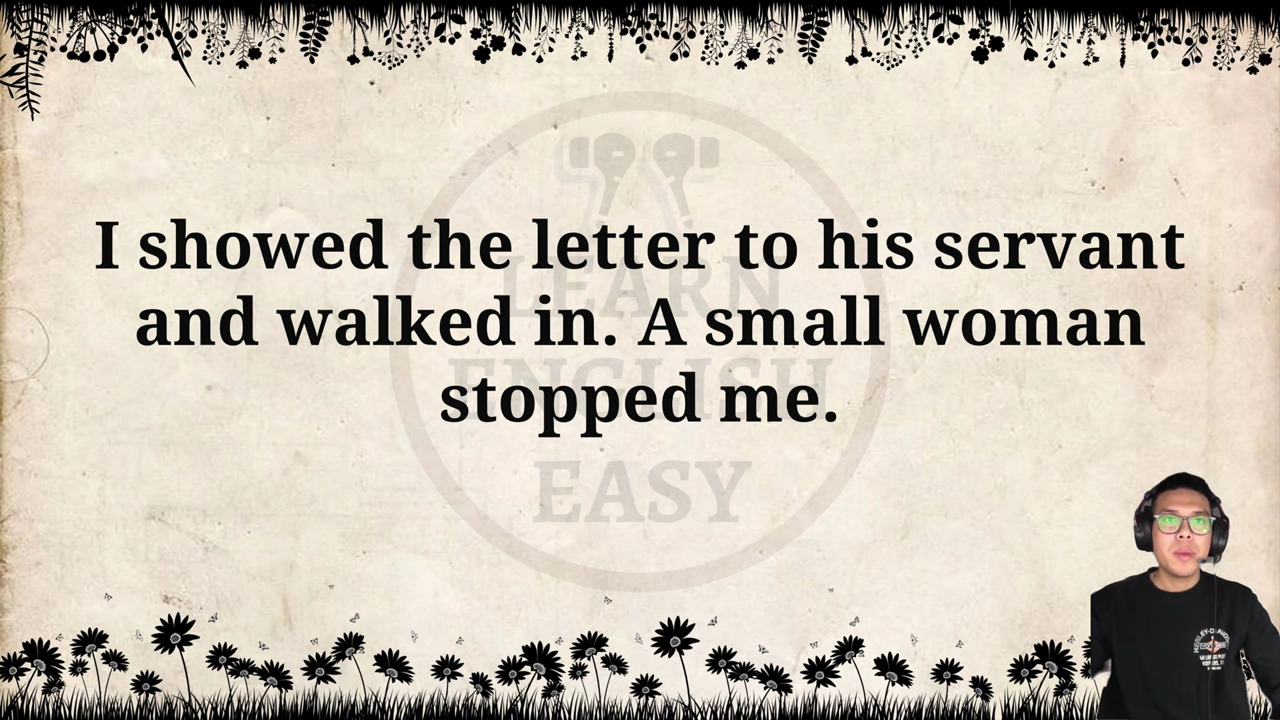 I showed the letter to his servant
and walked in. A small woman
stopped me.
LEARN
ENGLISH
EASY